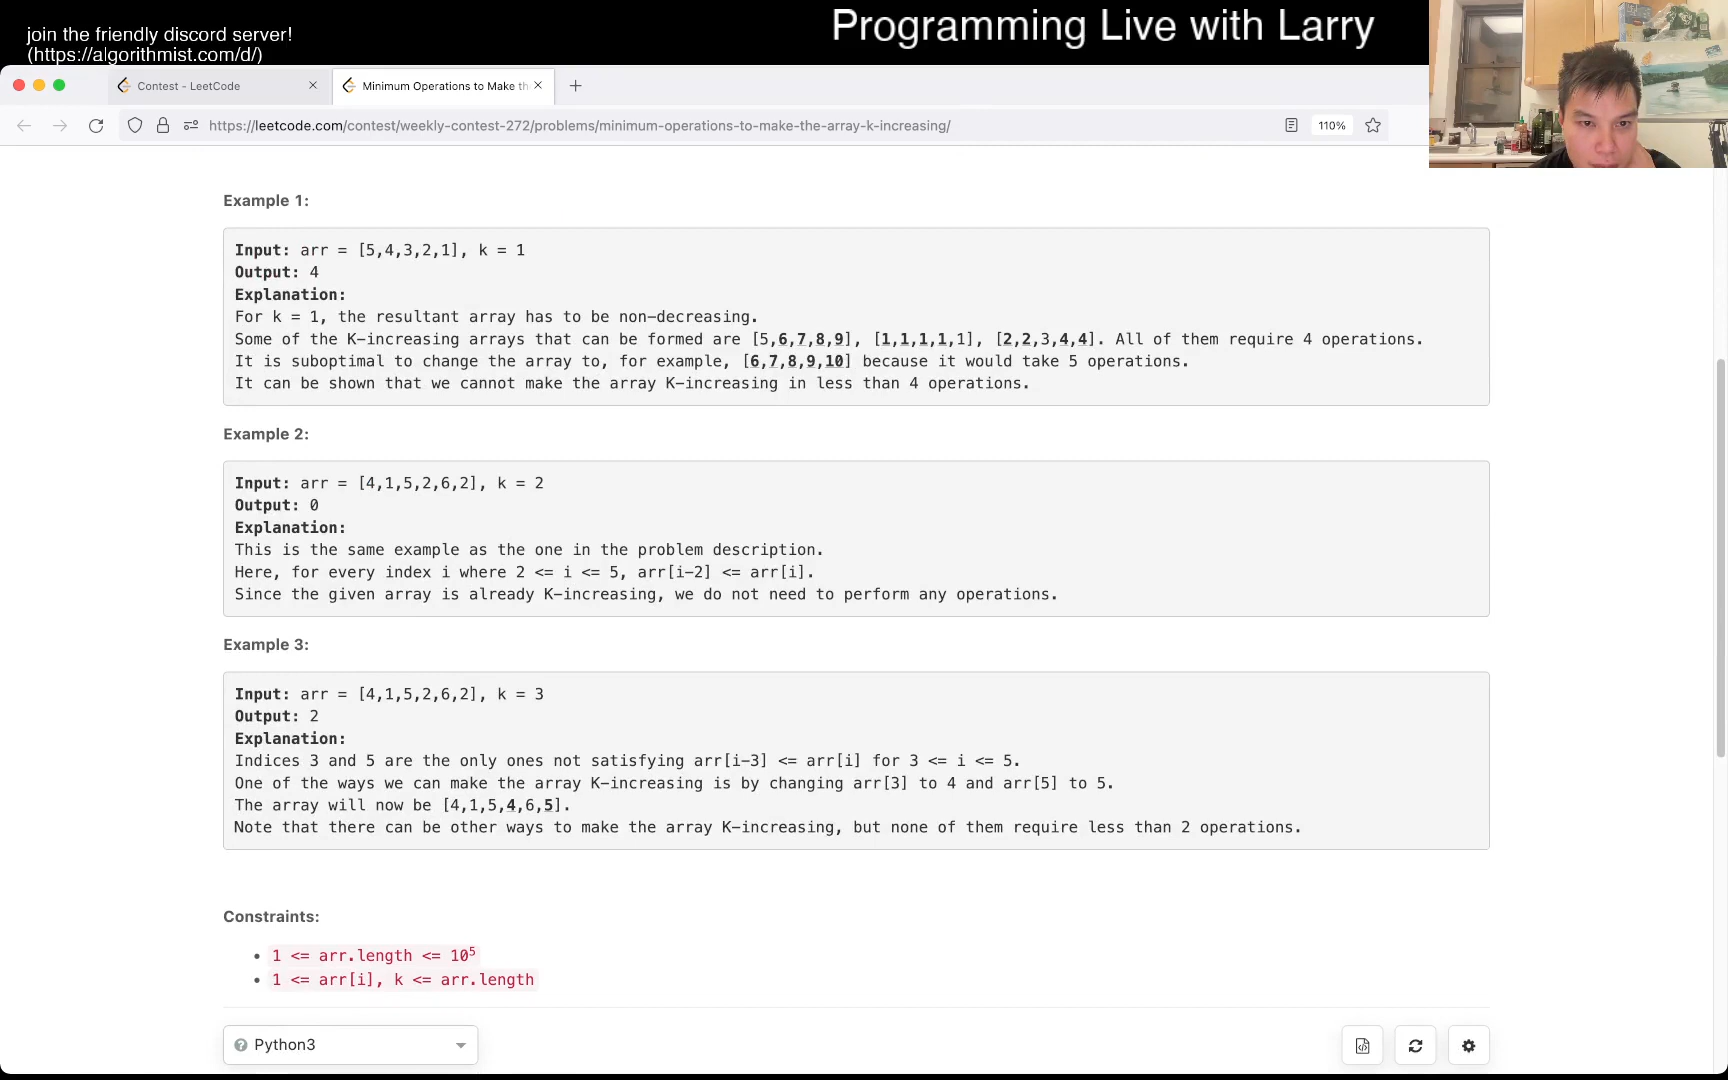 join the friendly discord server!
(https://algorithmist.com/d/)
Programming Live with Larry
Contest - LeetCode
Minimum Operations to Make th
https://leetcode.com/contest/weekly-contest-272/problems/minimum-operations-to-make-the-array-k-increasing/
110%
Example 1:
Input: arr = [5,4,3,2,1], k = 1
Output: 4
Explanation:
For k = 1, the resultant array has to be non-decreasing.
Some of the K-increasing arrays that can be formed are [5,6,7,8,9], [1,1,1,1,1], [2,2,3,4,4]. All of them require 4 operations.
It is suboptimal to change the array to, for example, [6,7,8,9,10] because it would take 5 operations.
It can be shown that we cannot make the array K-increasing in less than 4 operations.
Example 2:
Input: arr = [4,1,5,2,6,2], k = 2
Output: 0
Explanation:
This is the same example as the one in the problem description.
Here, for every index i where 2 <= i <= 5, arr[i-2] <= arr[i].
Since the given array is already K-increasing, we do not need to perform any operations.
Example 3:
Input: arr = [4,1,5,2,6,2], k = 3
Output: 2
Explanation:
Indices 3 and 5 are the only ones not satisfying arr[i-3] <= arr[i] for 3 <= i <= 5.
One of the ways we can make the array K-increasing is by changing arr[3] to 4 and arr[5] to 5.
The array will now be [4,1,5,4,6,5].
Note that there can be other ways to make the array K-increasing, but none of them require less than 2 operations.
Constraints:
• 1 <= arr.length <= 10⁵
• 1 <= arr[i], k <= arr.length
Python3